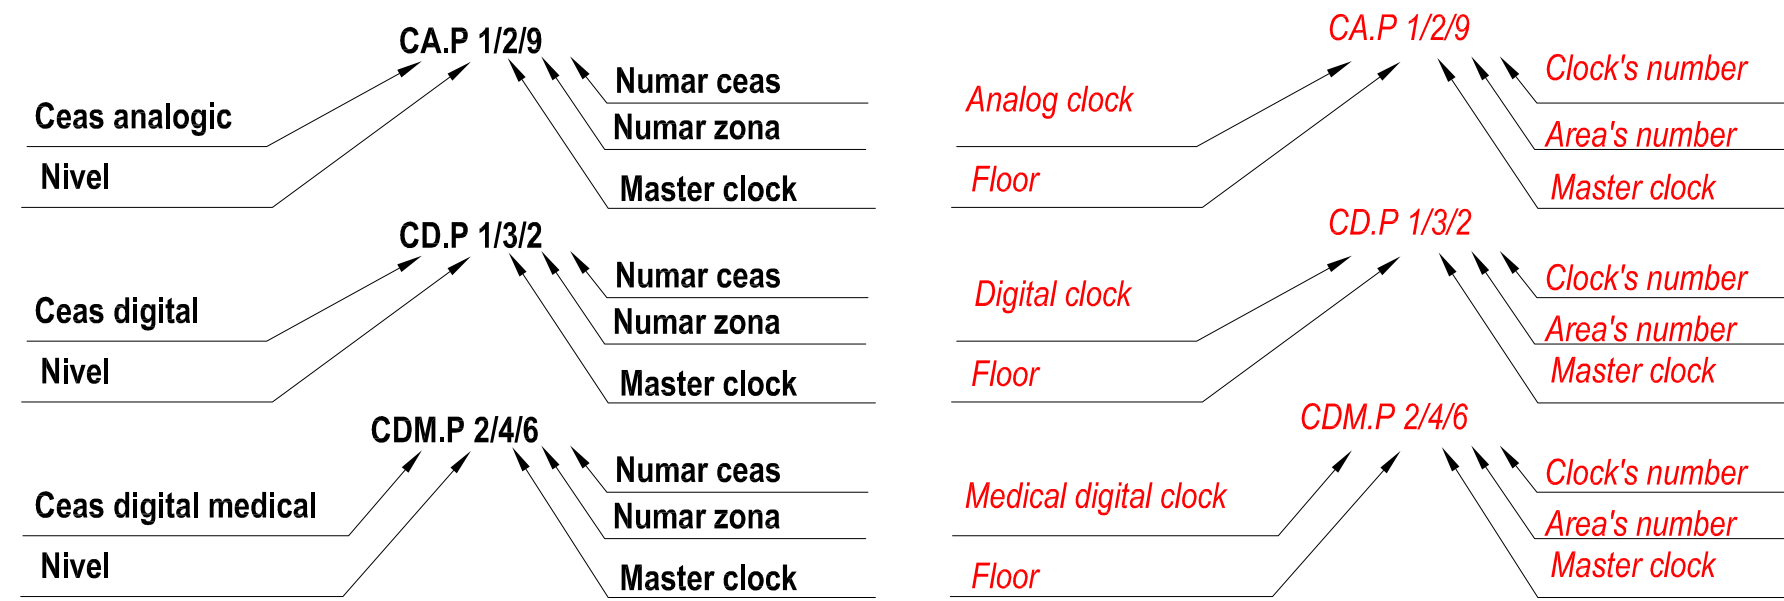 CA.P 1/2/9
Numar ceas
Ceas analogic
Numar zona
Nivel
Master clock
CD.P 1/3/2
Numar ceas
Ceas digital
Numar zona
Nivel
Master clock
CDM.P 2/4/6
Numar ceas
Ceas digital medical
Numar zona
Nivel
Master clock
CA.P 1/2/9
Clock's number
Analog clock
Area's number
Floor
Master clock
CD.P 1/3/2
Clock's number
Digital clock
Area's number
Floor
Master clock
CDM.P 2/4/6
Clock's number
Medical digital clock
Area's number
Floor
Master clock